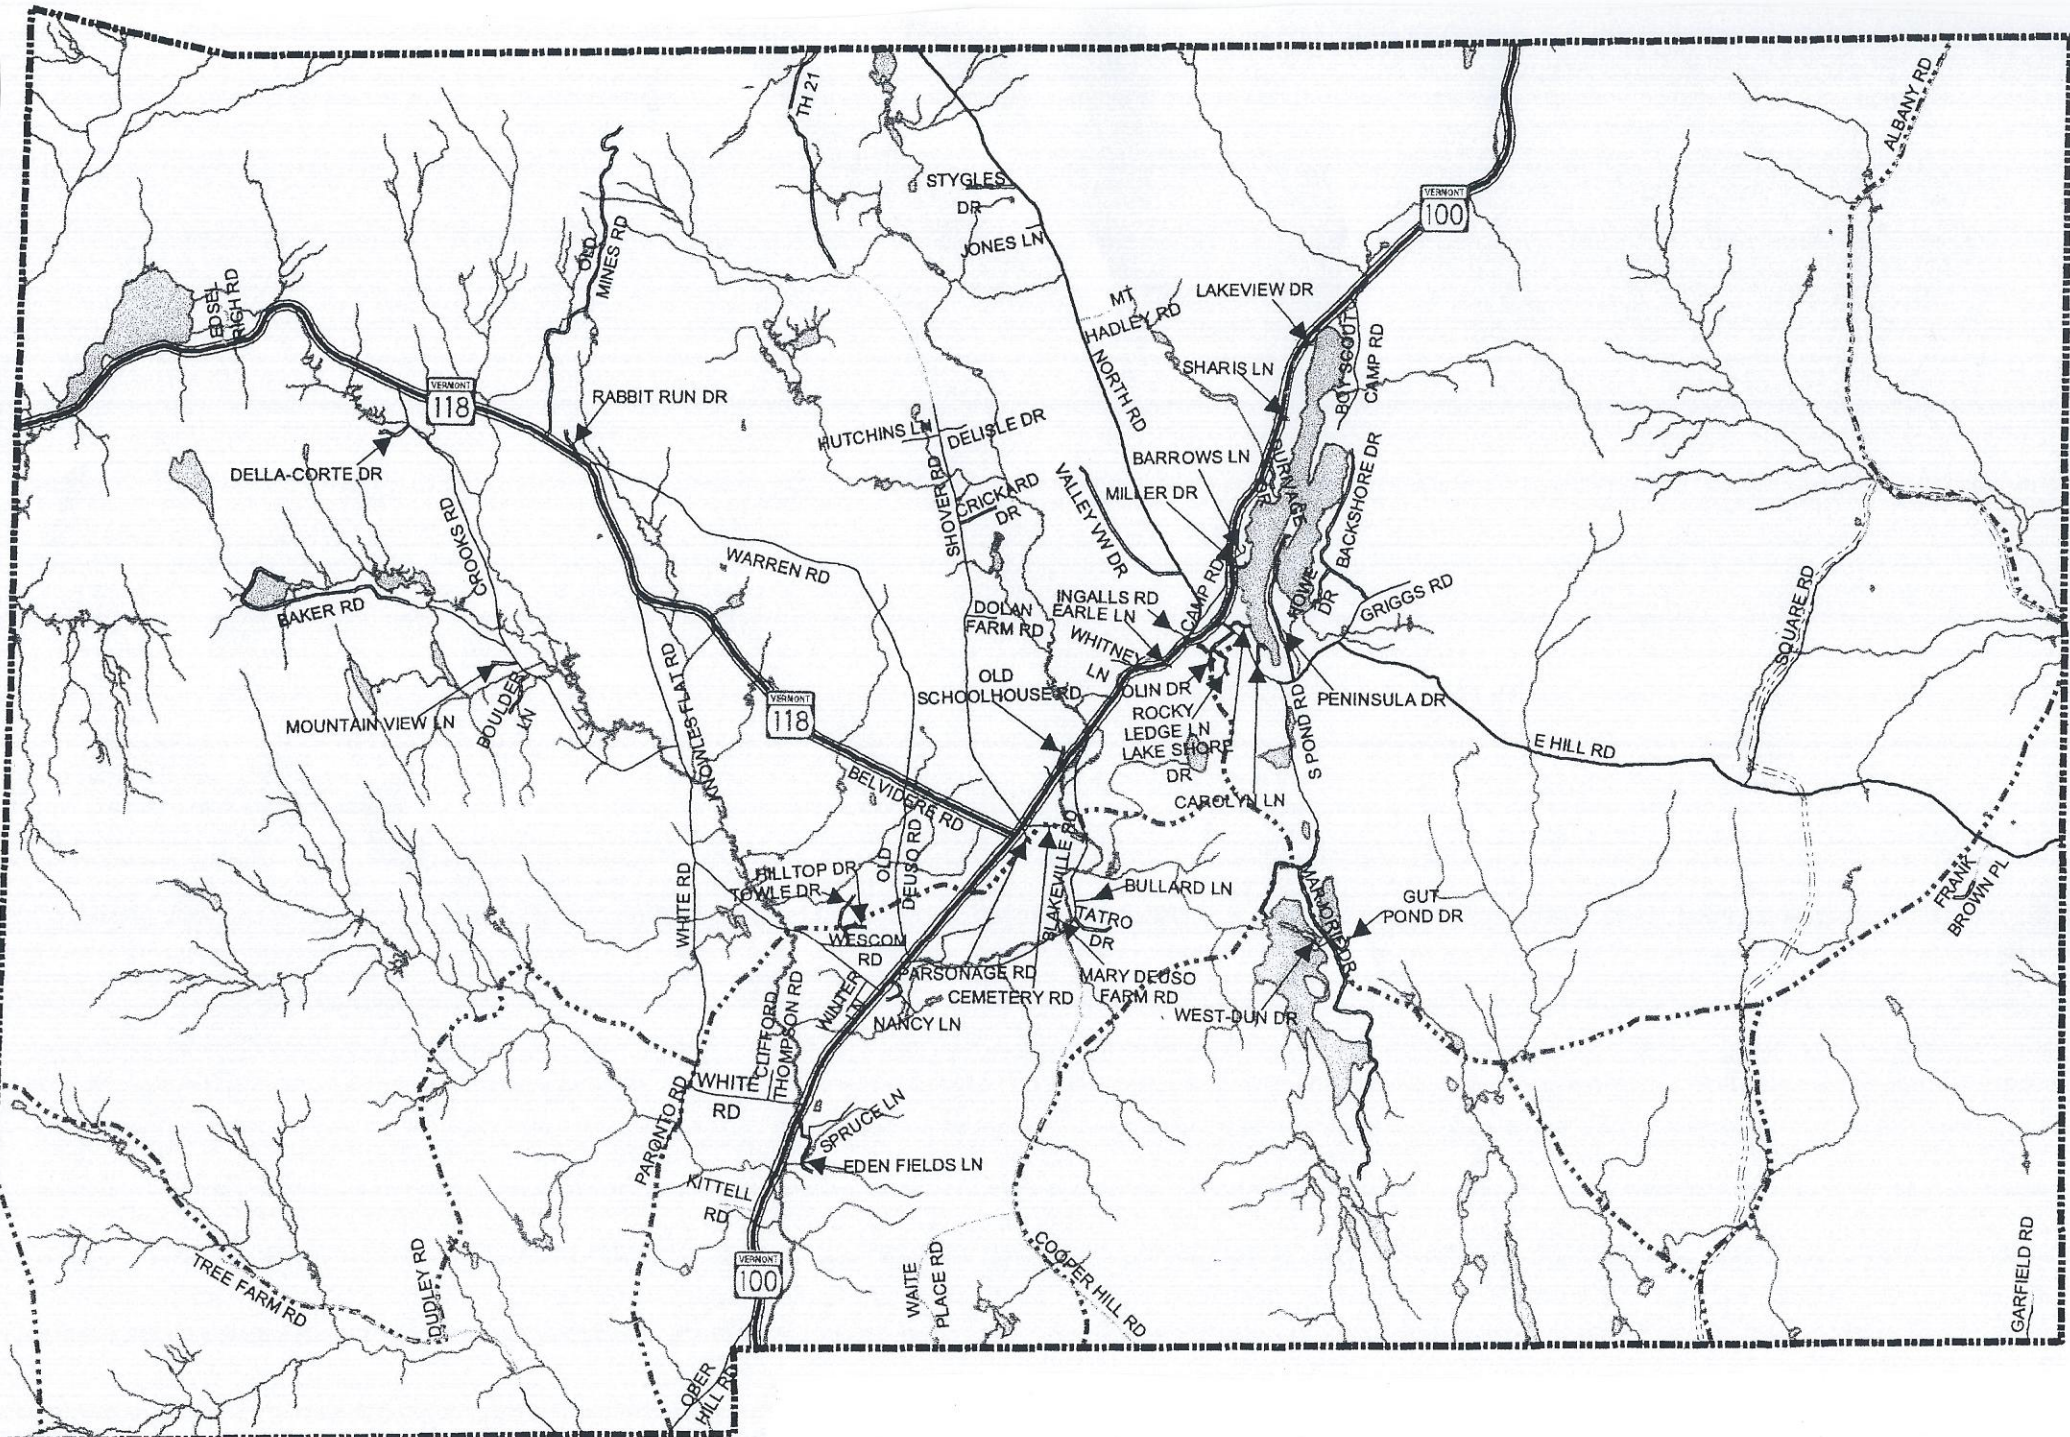 TH 21
ALBANY RD
VERMONT
100
STYGLES
DR
JONES LN
OLD
MINES RD
EDSEL
RICH RD
MT
HADLEY RD
LAKEVIEW DR
BOY SCOUT
CAMP RD
SHARIS LN
NORTH RD
VERMONT
118
RABBIT RUN DR
HUTCHINS LN
DELISLE DR
DELLA-CORTE DR
BARROWS LN
CURNAGE
DR
BACKSHORE DR
MILLER DR
VALLEY VW DR
SHOVER RD
CRICKARD
DR
CROOKS RD
WARREN RD
BAKER RD
DOLAN
FARM RD
INGALLS RD
EARLE LN
CAMP RD
WHITNEY
LN
HOWE
DR
GRIGGS RD
SQUARE RD
OLD
SCHOOLHOUSE RD
OLIN DR
ROCKY
LEDGE LN
LAKE SHORE
DR
CAROLYN LN
PENINSULA DR
S POND RD
E HILL RD
MOUNTAIN VIEW LN
BOULDER
LN
KNOWLES FLAT RD
VERMONT
118
BELVIDERE RD
WHITE RD
HILLTOP DR
TOWLE DR
OLD
DEUSO RD
BLAKEVILLE RD
BULLARD LN
TATRO
DR
MARJORIE DR
GUT
POND DR
FRANK
BROWN PL
WESCOM
RD
PARSONAGE RD
CEMETERY RD
MARY DEUSO
FARM RD
WEST-DUN DR
WINTER
LN
NANCY LN
CLIFFORD
THOMPSON RD
WHITE
RD
PARONTO RD
SPRUCE LN
EDEN FIELDS LN
KITTELL
RD
VERMONT
100
WAITE
PLACE RD
COOPER HILL RD
TREE FARM RD
DUDLEY RD
OBER
HILL RD
GARFIELD RD